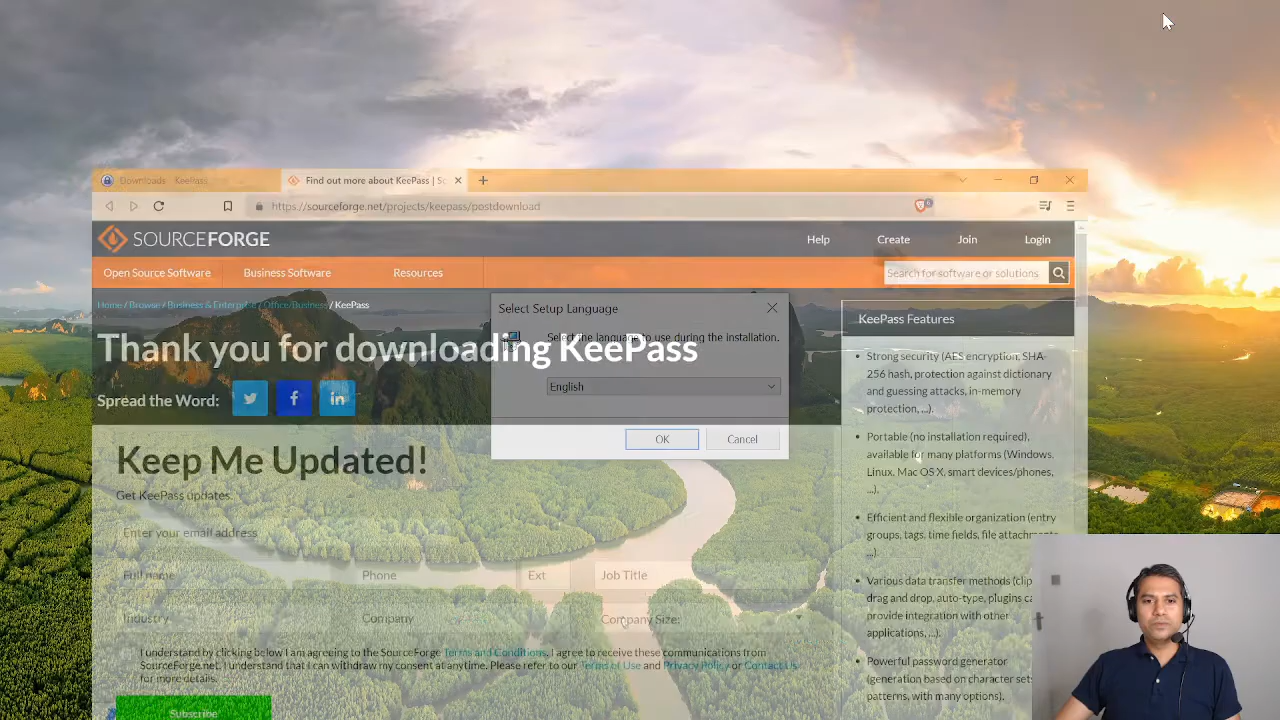 Downloads - KeePass
Find out more about KeePass | Sc
https://sourceforge.net/projects/keepass/postdownload
SOURCEFORGE
Help
Create
Join
Login
Open Source Software
Business Software
Resources
Search for software or solutions
Home / Browse / Business & Enterprise / Office/Business / KeePass
Thank you for downloading KeePass
Spread the Word:
Select Setup Language
Select the language to use during the installation.
English
OK
Cancel
Keep Me Updated!
Get KeePass updates.
Enter your email address
Full name
Phone
Ext
Job Title
Industry
Company
Company Size:
I understand by clicking below I am agreeing to the SourceForge Terms and Conditions. I agree to receive these communications from
SourceForge.net. I understand that I can withdraw my consent at anytime. Please refer to our Terms of Use and Privacy Policy or Contact Us
for more details.
Subscribe
KeePass Features
Strong security (AES encryption, SHA-
256 hash, protection against dictionary
and guessing attacks, in-memory
protection, ...).
Portable (no installation required),
available for many platforms (Windows,
Linux, Mac OS X, smart devices/phones,
...).
Efficient and flexible organization (entry
groups, tags, time fields, file attachments,
...).
Various data transfer methods (clip
drag and drop, auto-type, plugins ca
provide integration with other
applications, ...).
Powerful password generator
(generation based on character sets
patterns, with many options).